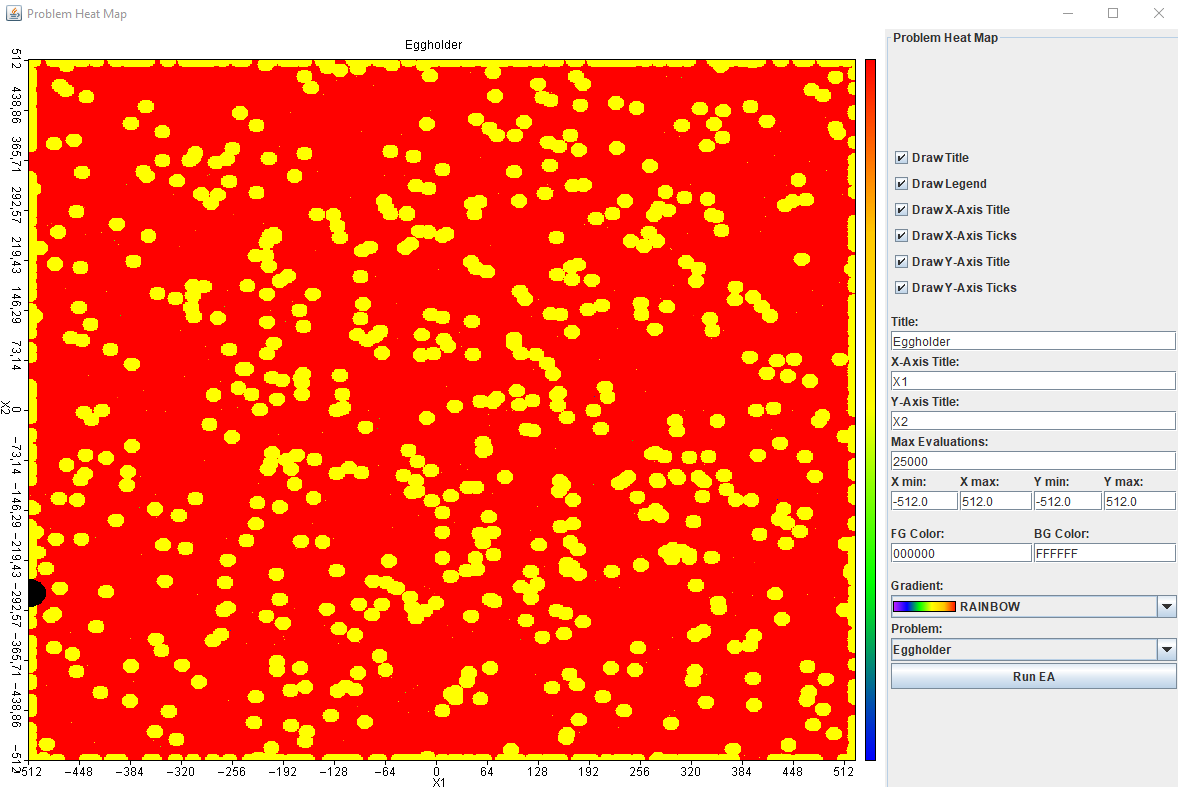 Problem Heat Map
Eggholder
512
438,86
365,71
292,57
219,43
146,29
73,14
0
−73,14
−146,29
−219,43
−292,57
−365,71
−438,86
−512
X2
−512 −448 −384 −320 −256 −192 −128 −64 0 64 128 192 256 320 384 448 512
X1
Problem Heat Map
Draw Title
Draw Legend
Draw X-Axis Title
Draw X-Axis Ticks
Draw Y-Axis Title
Draw Y-Axis Ticks
Title:
Eggholder
X-Axis Title:
X1
Y-Axis Title:
X2
Max Evaluations:
25000
X min: X max: Y min: Y max:
-512.0 512.0 -512.0 512.0
FG Color: BG Color:
000000 FFFFFF
Gradient:
RAINBOW
Problem:
Eggholder
Run EA